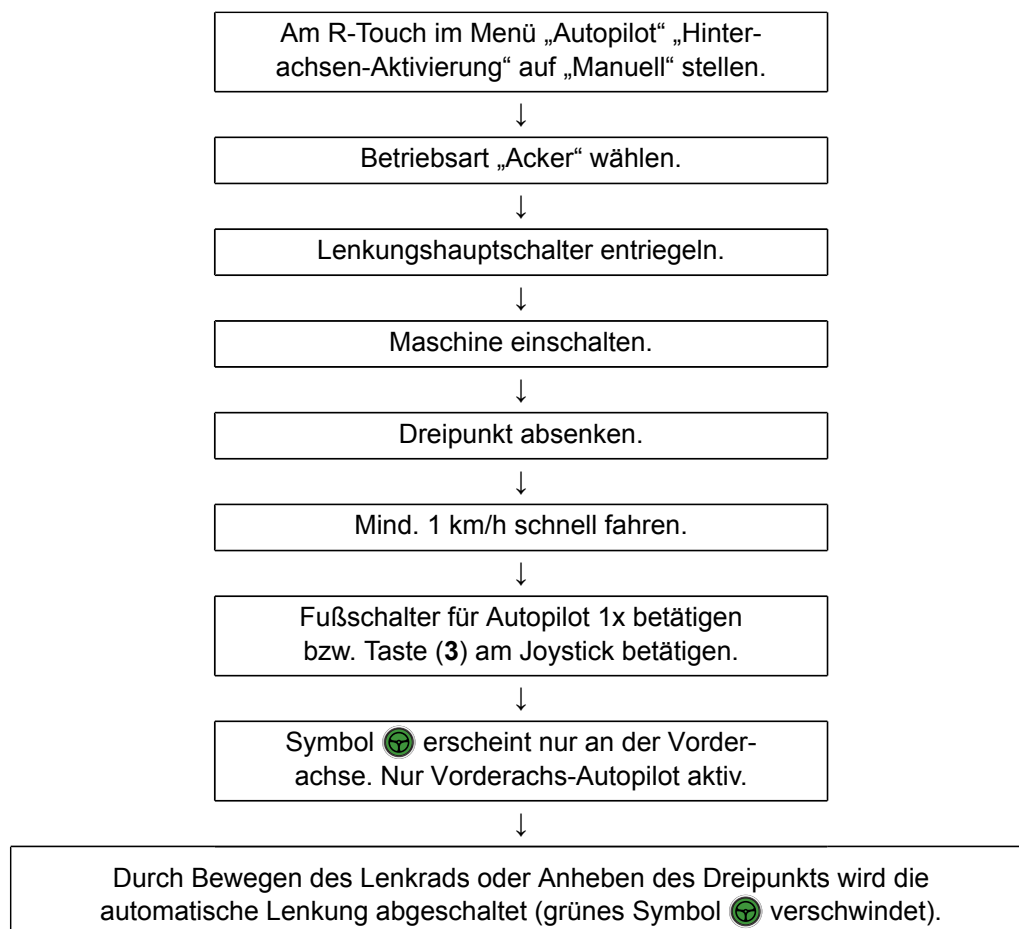 Am R-Touch im Menü „Autopilot“ „Hinter-
achsen-Aktivierung“ auf „Manuell“ stellen.
↓
Betriebsart „Acker“ wählen.
↓
Lenkungshauptschalter entriegeln.
↓
Maschine einschalten.
↓
Dreipunkt absenken.
↓
Mind. 1 km/h schnell fahren.
↓
Fußschalter für Autopilot 1x betätigen
bzw. Taste (3) am Joystick betätigen.
↓
Symbol erscheint nur an der Vorder-
achse. Nur Vorderachs-Autopilot aktiv.
↓
Durch Bewegen des Lenkrads oder Anheben des Dreipunkts wird die
automatische Lenkung abgeschaltet (grünes Symbol verschwindet).